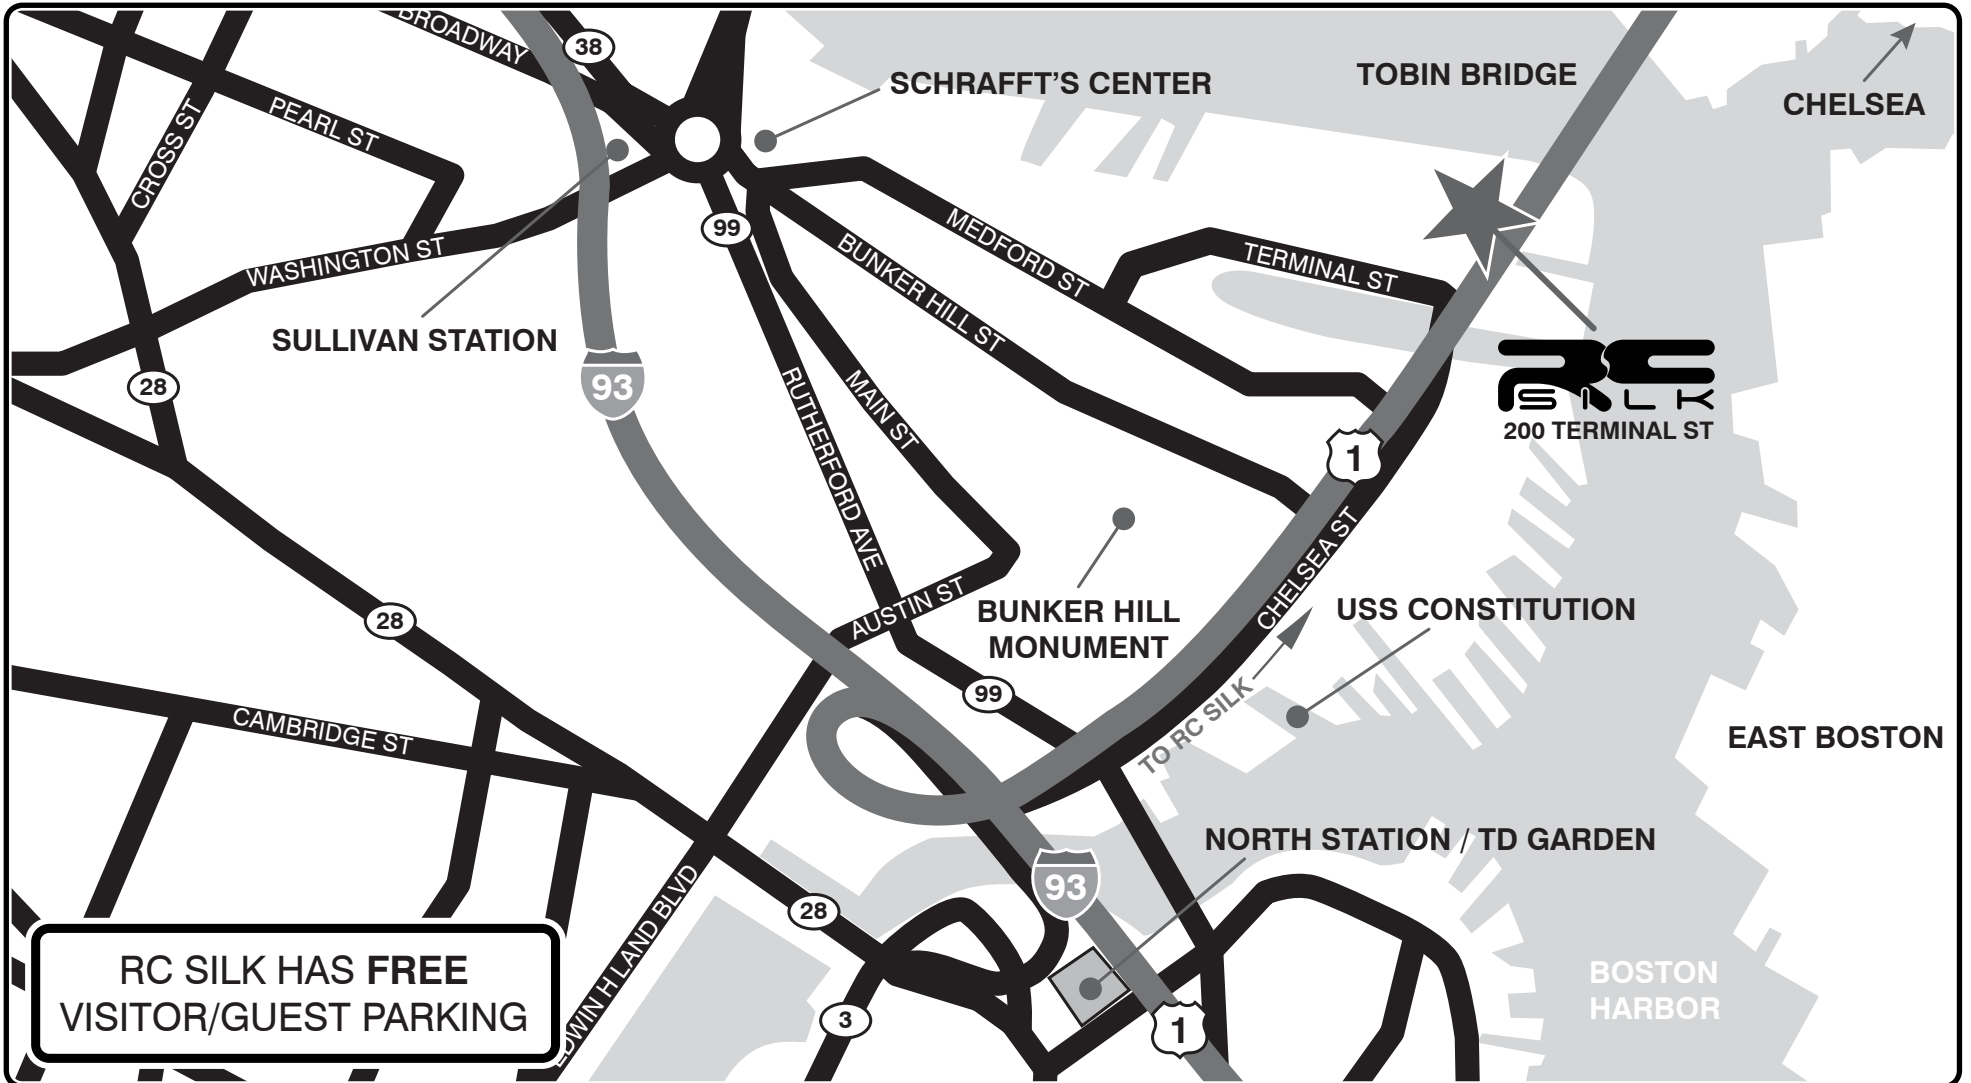 BROADWAY
38
TOBIN BRIDGE
SCHRAFFT'S CENTER
CHELSEA
PEARL ST
CROSS ST
99
MEDFORD ST
BUNKER HILL ST
TERMINAL ST
WASHINGTON ST
SULLIVAN STATION
28
93
RC
SILK
200 TERMINAL ST
RUTHERFORD AVE
MAIN ST
1
CHELSEA ST
AUSTIN ST
BUNKER HILL
MONUMENT
USS CONSTITUTION
28
99
TO RC SILK
CAMBRIDGE ST
EAST BOSTON
NORTH STATION / TD GARDEN
93
28
EDWIN H LAND BLVD
3
1
BOSTON
HARBOR
RC SILK HAS FREE
VISITOR/GUEST PARKING